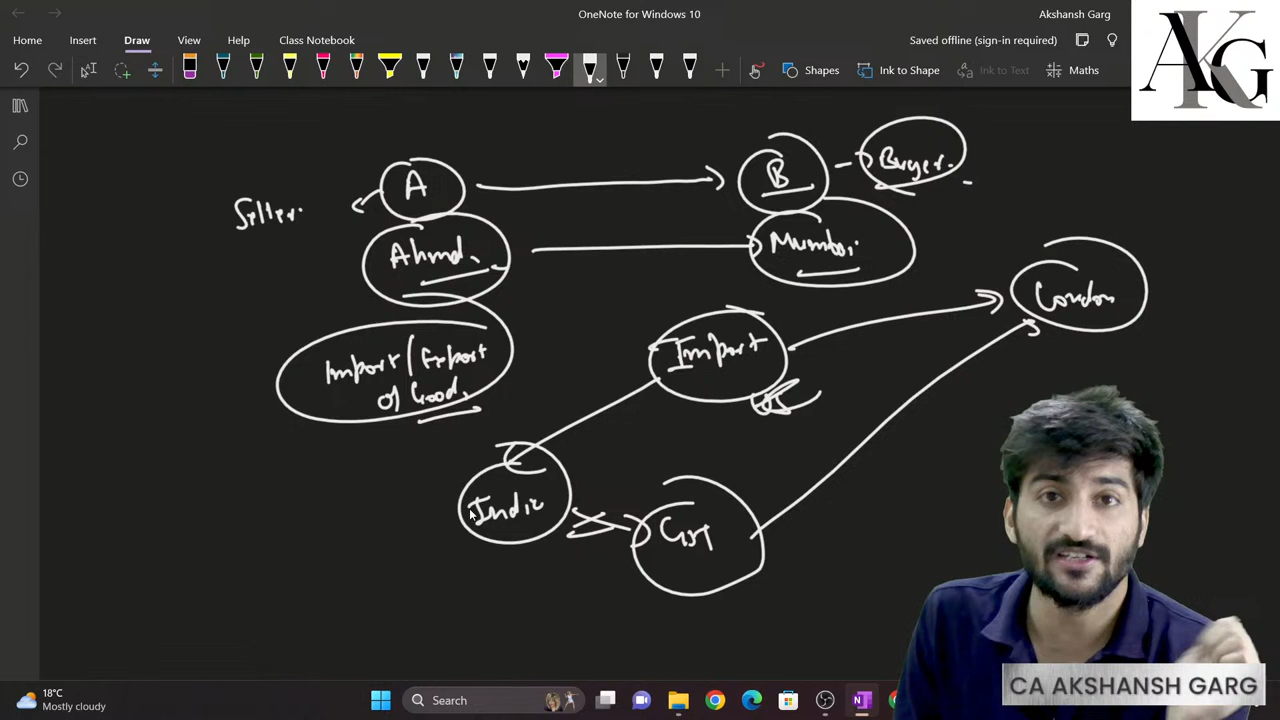 OneNote for Windows 10
Akshansh Garg
Home Insert Draw View Help Class Notebook
Saved offline (sign-in required)
Shapes Ink to Shape Ink to Text Maths
AKG
A
B
Buyer.
Seller.
Ahmd.
Mumbai
London
Import
Import/Export
of Good.
India
Gst
CA AKSHANSH GARG
18°C
Mostly cloudy
Search